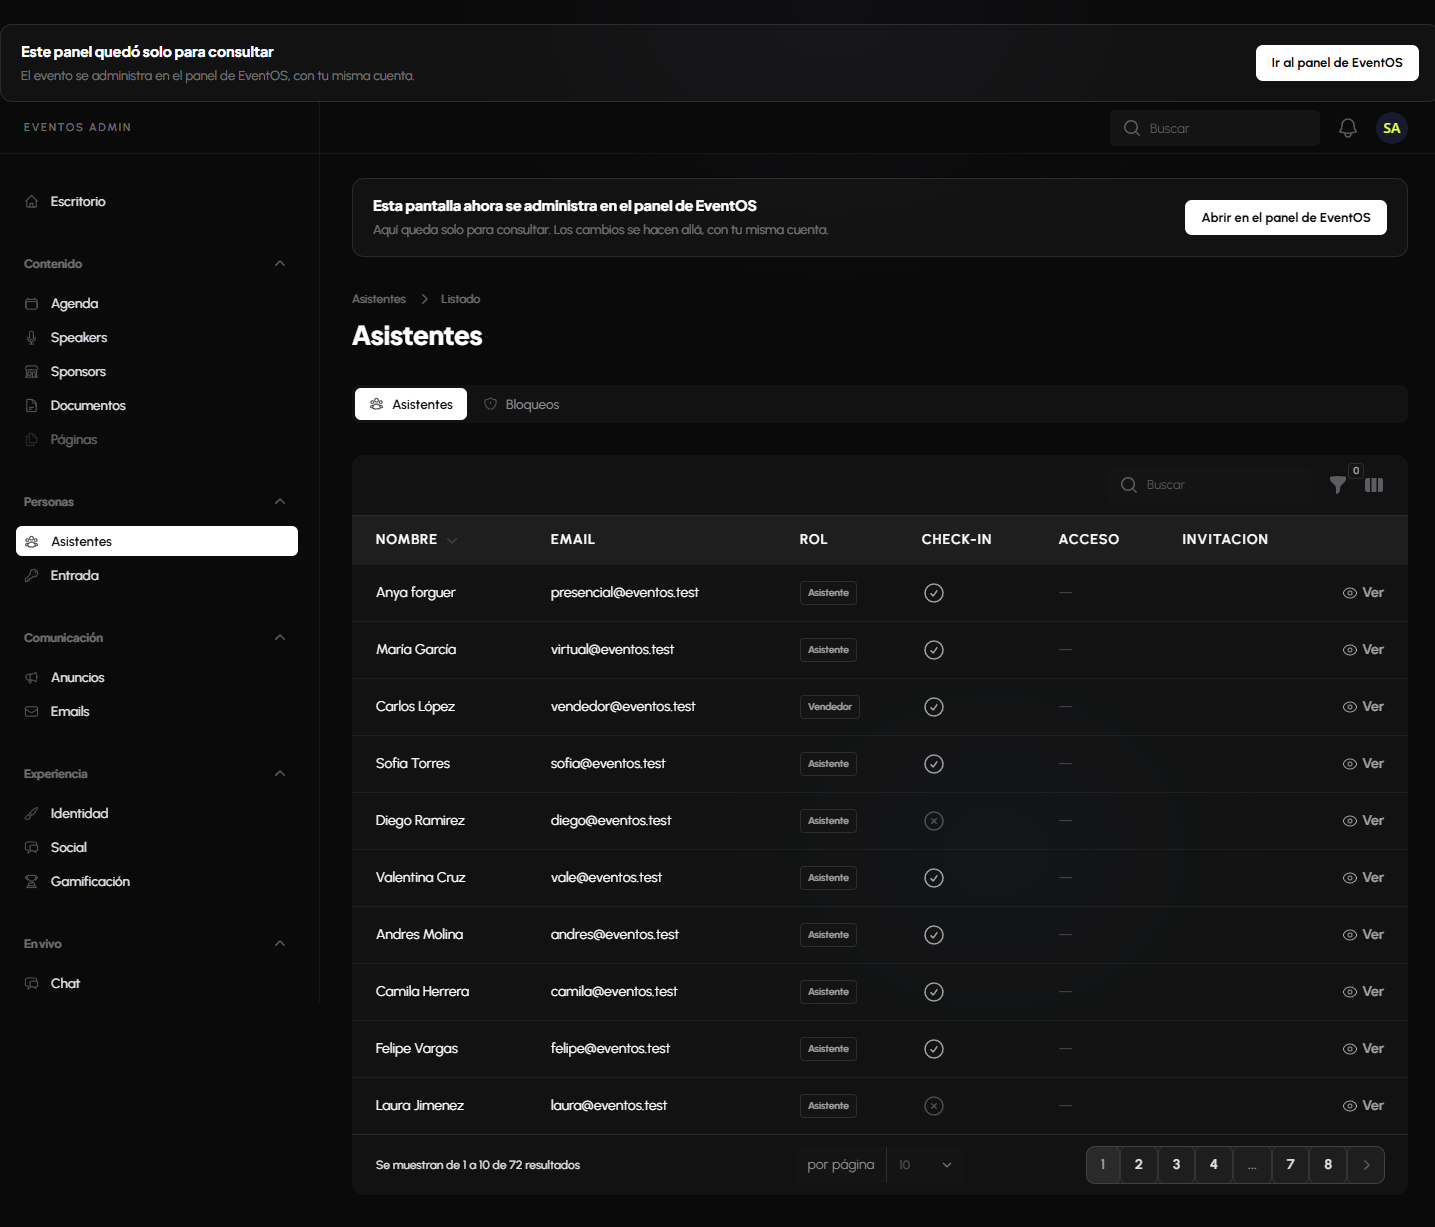 Este panel quedó solo para consultar
El evento se administra en el panel de EventOS, con tu misma cuenta.
Ir al panel de EventOS
EVENTOS ADMIN
Buscar
SA
Escritorio
Contenido
Agenda
Speakers
Sponsors
Documentos
Páginas
Personas
Asistentes
Entrada
Comunicación
Anuncios
Emails
Experiencia
Identidad
Social
Gamificación
En vivo
Chat
Esta pantalla ahora se administra en el panel de EventOS
Aquí queda solo para consultar. Los cambios se hacen allá, con tu misma cuenta.
Abrir en el panel de EventOS
Asistentes Listado
Asistentes
Asistentes Bloqueos
Buscar 0
NOMBRE EMAIL ROL CHECK-IN ACCESO INVITACION
Anya forguer presencial@eventos.test Asistente — Ver
María García virtual@eventos.test Asistente — Ver
Carlos López vendedor@eventos.test Vendedor — Ver
Sofia Torres sofia@eventos.test Asistente — Ver
Diego Ramirez diego@eventos.test Asistente — Ver
Valentina Cruz vale@eventos.test Asistente — Ver
Andres Molina andres@eventos.test Asistente — Ver
Camila Herrera camila@eventos.test Asistente — Ver
Felipe Vargas felipe@eventos.test Asistente — Ver
Laura Jimenez laura@eventos.test Asistente — Ver
Se muestran de 1 a 10 de 72 resultados por página 10 1 2 3 4 ... 7 8